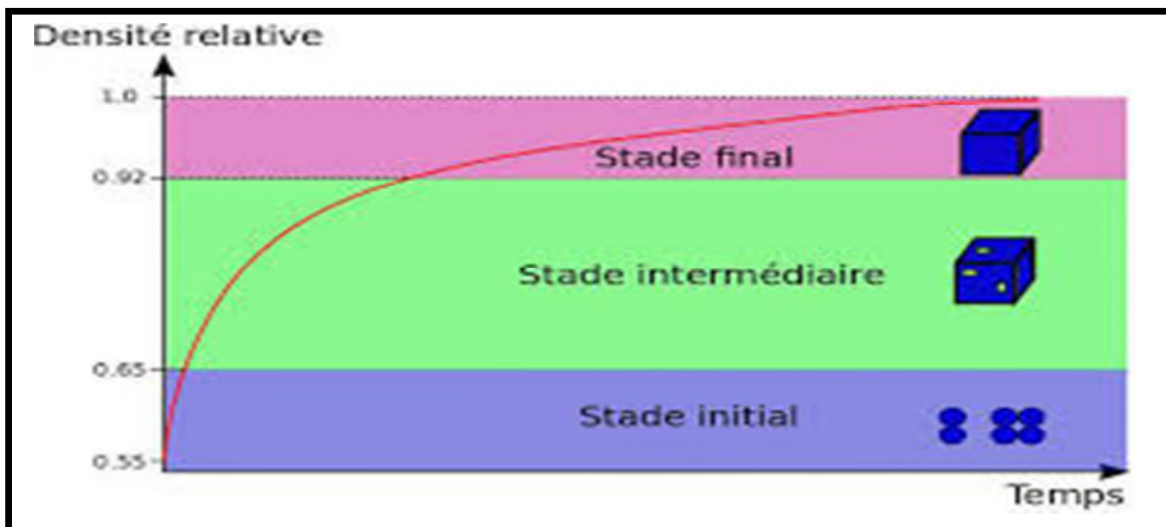 Densité relative
1.0
Stade final
0.92
Stade intermédiaire
0.65
Stade initial
0.55
Temps